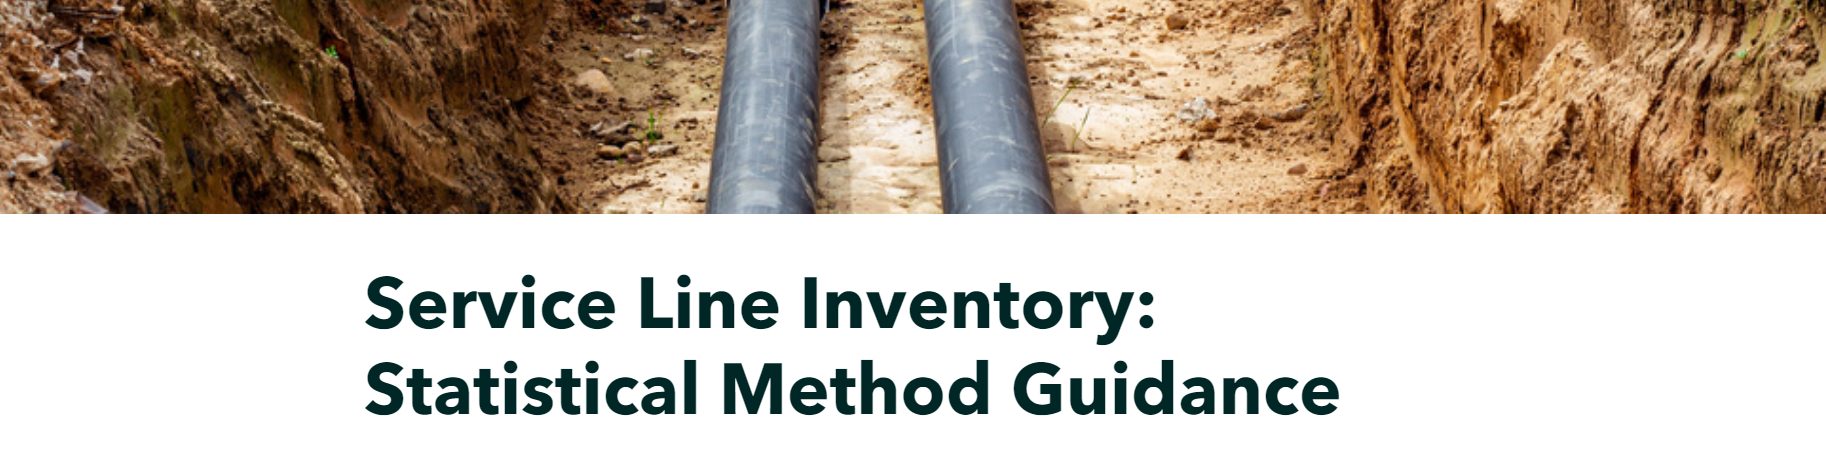 Service Line Inventory:
Statistical Method Guidance